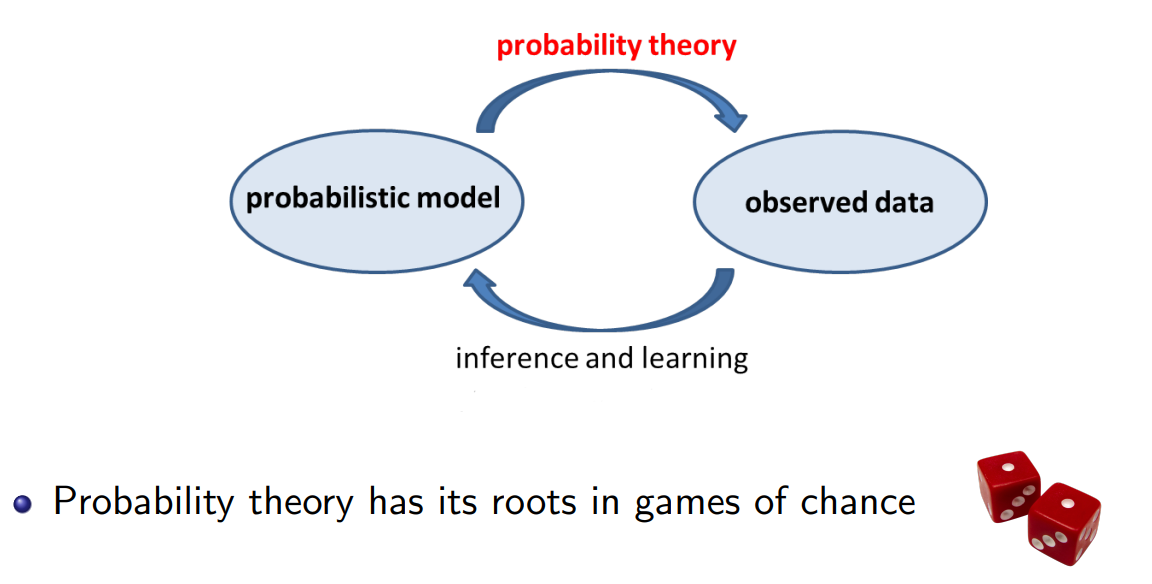 probability theory
probabilistic model
observed data
inference and learning
Probability theory has its roots in games of chance